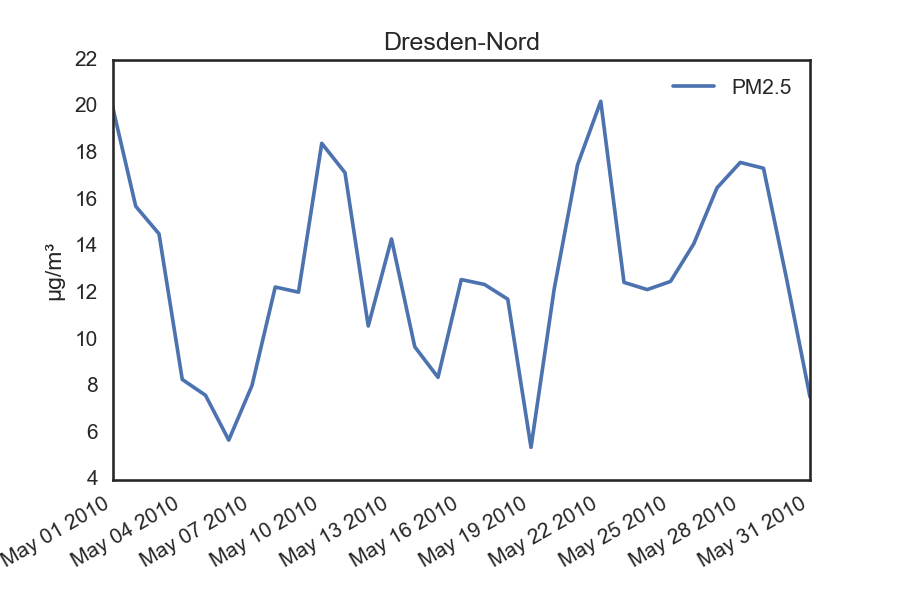 Dresden-Nord
22
20
18
16
14
12
10
8
6
4
µg/m³
PM2.5
May 01 2010
May 04 2010
May 07 2010
May 10 2010
May 13 2010
May 16 2010
May 19 2010
May 22 2010
May 25 2010
May 28 2010
May 31 2010